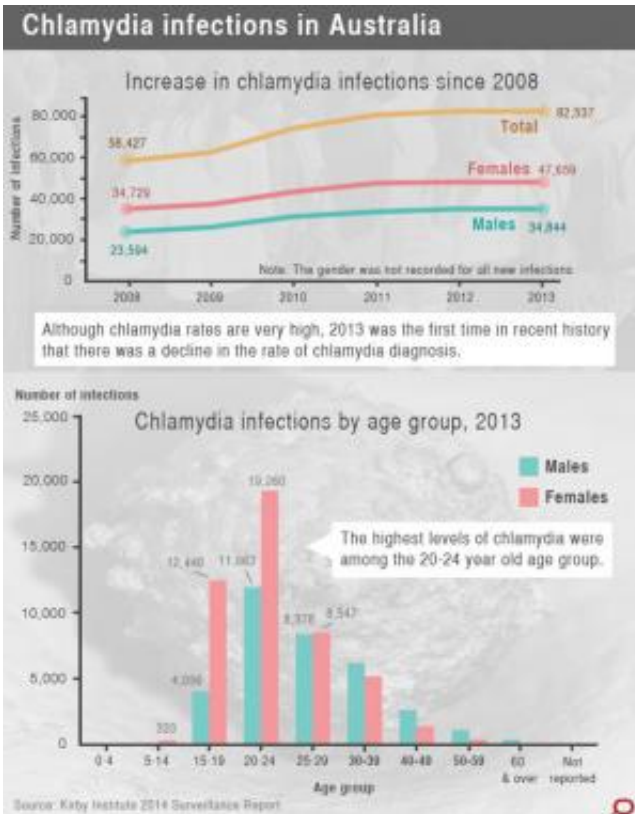 Chlamydia infections in Australia
Increase in chlamydia infections since 2008
Number of infections
80,000
60,000
40,000
20,000
0
58,427
82,537
Total
34,729
Females 47,659
Males 34,844
23,594
Note: The gender was not recorded for all new infections
2008 2009 2010 2011 2012 2013
Although chlamydia rates are very high, 2013 was the first time in recent history
that there was a decline in the rate of chlamydia diagnosis.
Number of infections
Chlamydia infections by age group, 2013
25,000
20,000
15,000
10,000
5,000
0
Males
Females
The highest levels of chlamydia were
among the 20-24 year old age group.
19,260
8,547
320
0-4 5-14 15-19 20-24 25-29 30-39 40-49 50-59 60 & over Not reported
Age group
Source: Kirby Institute 2014 Surveillance Report